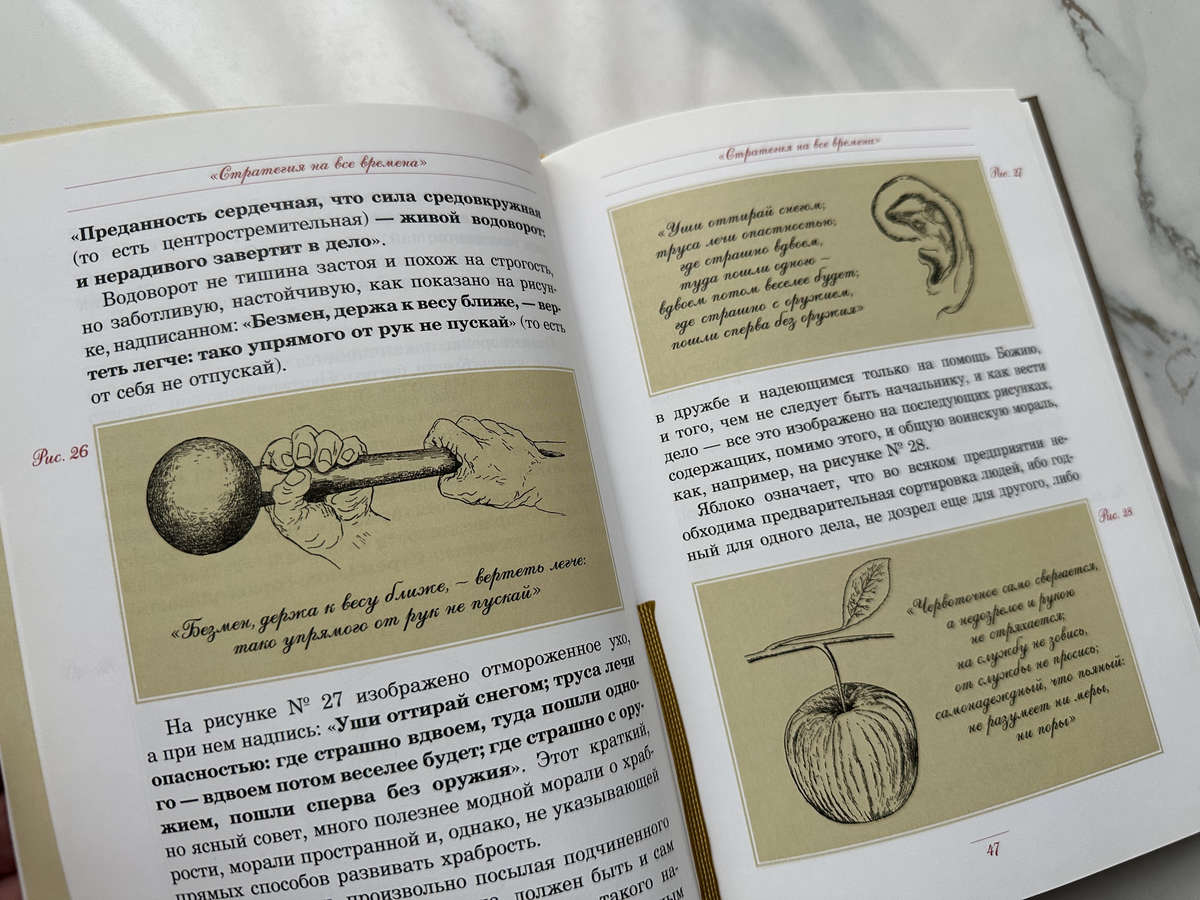 «Стратегия на все времена»
«Преданность сердечная, что сила средовкружная
(то есть центростремительная) — живой водоворот:
и нерадивого завертит в дело».
Водоворот не тишина застоя и похож на строгость,
но заботливую, настойчивую, как показано на рисун-
ке, надписанном: «Безмен, держа к весу ближе, — вер-
теть легче: тако упрямого от рук не пускай» (то есть
от себя не отпускай).
Рис. 26
«Безмен, держа к весу ближе, — вертеть легче:
тако упрямого от рук не пускай»
На рисунке № 27 изображено отмороженное ухо,
а при нем надпись: «Уши оттирай снегом; труса лечи
опасностью: где страшно вдвоем, туда пошли одно-
го — вдвоем потом веселее будет; где страшно с ору-
жием, пошли сперва без оружия». Этот краткий,
но ясный совет, много полезнее модной морали о храб-
рости, морали пространной и, однако, не указывающей
прямых способов развивать храбрость.
произвольно посылая подчиненного
должен быть и сам
такого на-
«Стратегия на все времена»
Рис. 27
«Уши оттирай снегом;
труса лечи опасностью;
где страшно вдвоем,
туда пошли одного —
вдвоем потом веселее будет;
где страшно с оружием,
пошли сперва без оружия»
в дружбе и надеющимся только на помощь Божию,
и того, чем не следует быть начальнику, и как вести
дело — все это изображено на последующих рисунках,
содержащих, помимо этого, и общую воинскую мораль,
как, например, на рисунке № 28.
Яблоко означает, что во всяком предприятии не-
обходима предварительная сортировка людей, ибо год-
ный для одного дела, не дозрел еще для другого, либо
Рис. 28
«Червоточное само свергается,
а недозрелое и рукою
не стряхается;
на службу не зовись,
от службы не просись;
самонадеждный, что пьяный:
не разумеет ни меры,
ни поры»
47